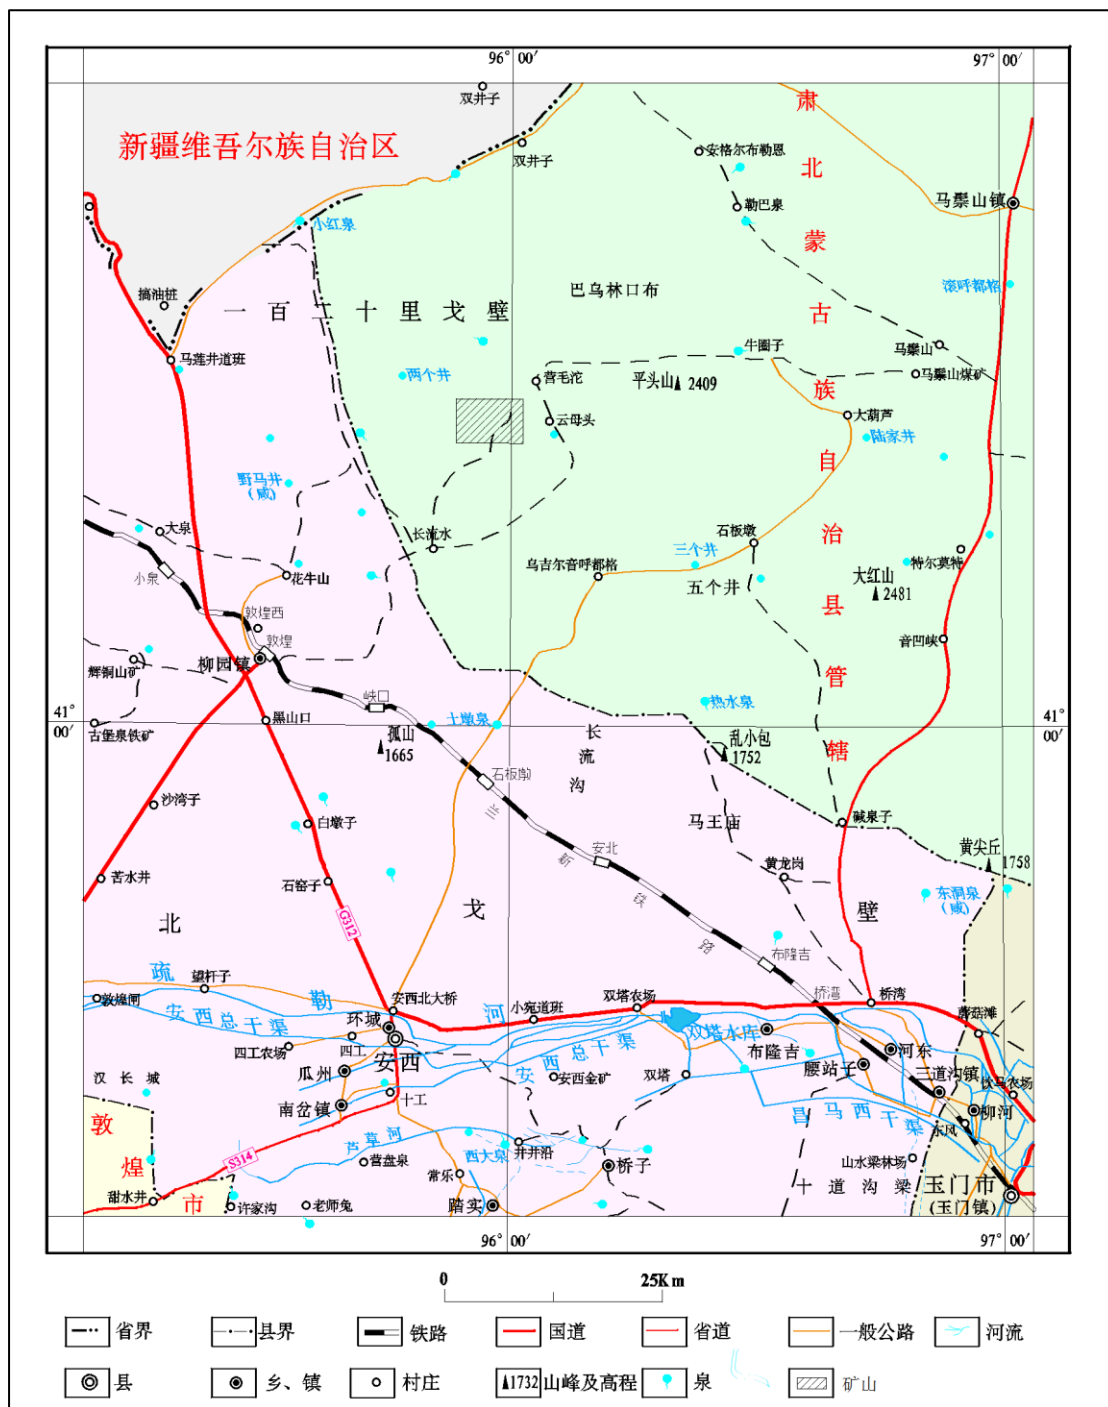 96° 00′
97° 00′
双井子
肃
新疆维吾尔族自治区
双井子
安格尔布勒恩
北
马鬃山镇
勒巴泉
小红泉
蒙
滚呼都格
搞油桩
一百二十里戈壁
巴乌林口布
古
马莲井道班
牛圈子
马鬃山
两个井
营毛沱
平头山
2409
马鬃山煤矿
族
云母头
大葫芦
陆家井
自
野马井
(咸)
大泉
长流水
石板墩
治
小泉
花牛山
乌吉尔音呼都格
三个井
五个井
大红山
特尔莫特
2481
县
敦煌西
敦煌
音凹峡
柳园镇
辉铜山矿
管
峡口
热水泉
41°
00′
古堡泉铁矿
黑山口
土墩泉
孤山
1665
长
流
沟
乱小包
1752
辖
41°
00′
石板墩
沙湾子
白墩子
兰
马王庙
碱泉子
安北
新
黄尖丘
1758
苦水井
石窑子
黄龙岗
铁
东洞泉
(咸)
北
G312
戈
路
壁
布隆吉
疏
望杆子
敦煌闸
勒
安西北大桥
河
小宛道班
双塔农场
桥湾
桥湾
蘑菇滩
安西总干渠
环城
四工农场
四工
安西
安西总干渠
双塔水库
布隆吉
河东
瓜州
腰站子
三道沟镇
汉长城
安西金矿
双塔
饮马农场
十工
南岔镇
昌马西干渠
柳河
敦
芦草河
东风
西大泉
井井沿
煌
S314
营盘泉
常乐
桥子
山水梁林场
十道沟梁
玉门市
(玉门镇)
甜水井
市
许家沟
老师兔
踏实
96° 00′
97° 00′
0
25Km
省界
县界
铁路
国道
省道
一般公路
河流
县
乡、镇
村庄
1732
山峰及高程
泉
矿山